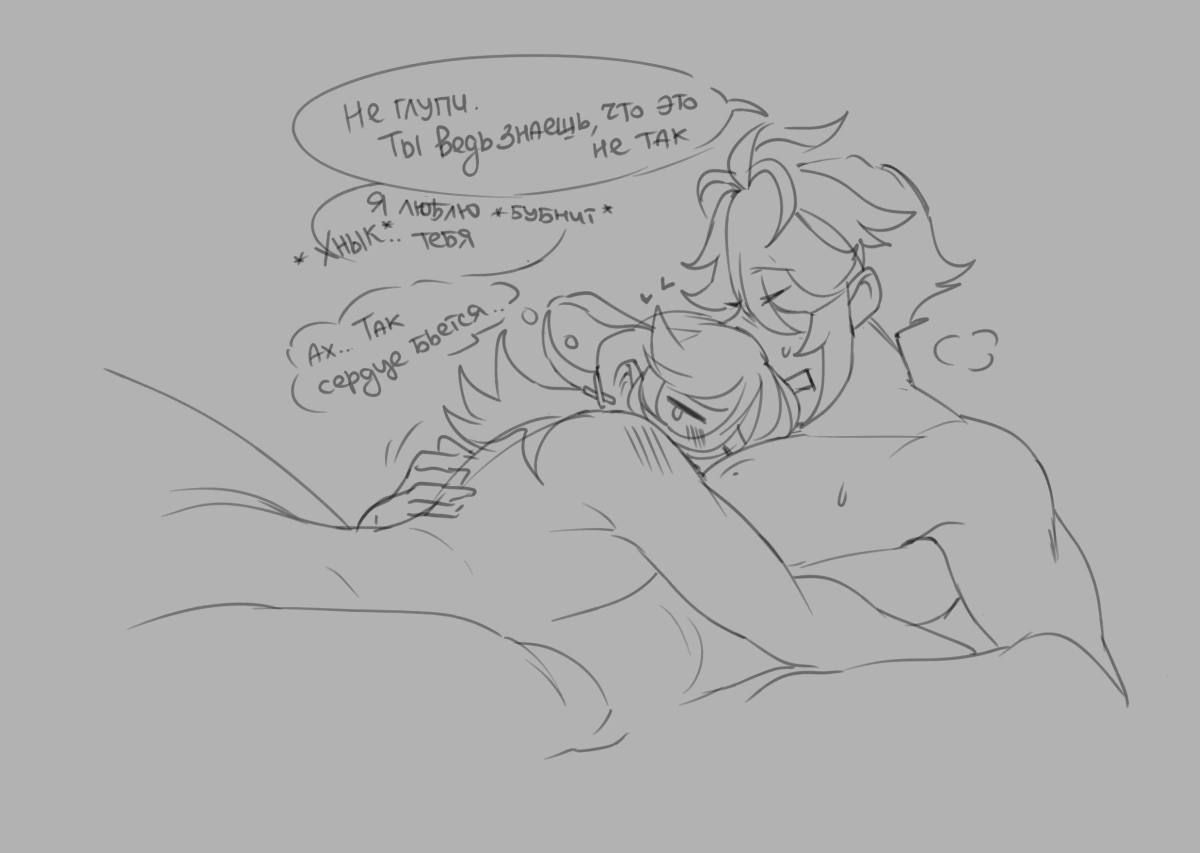 Не глупи.
Ты ведь знаешь, что это
не так
Я люблю *бубнит*
*Хнык*.. тебя
Ах... Так
сердце бьется..